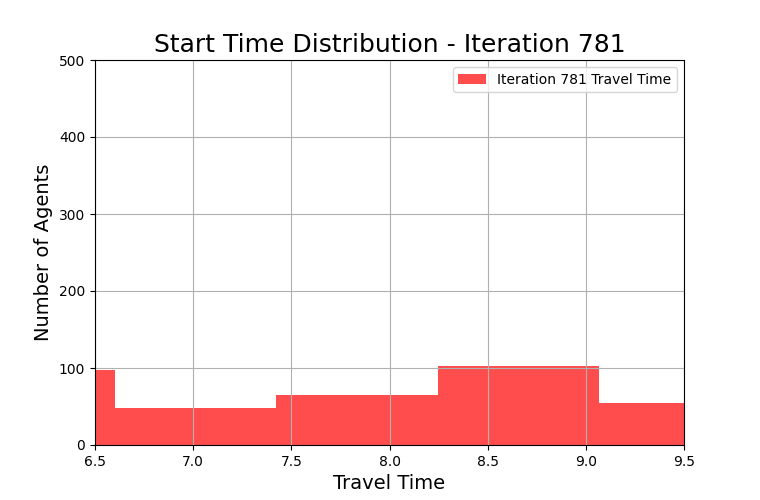 Start Time Distribution - Iteration 781
500
400
300
200
100
0
Number of Agents
Iteration 781 Travel Time
6.5 7.0 7.5 8.0 8.5 9.0 9.5
Travel Time